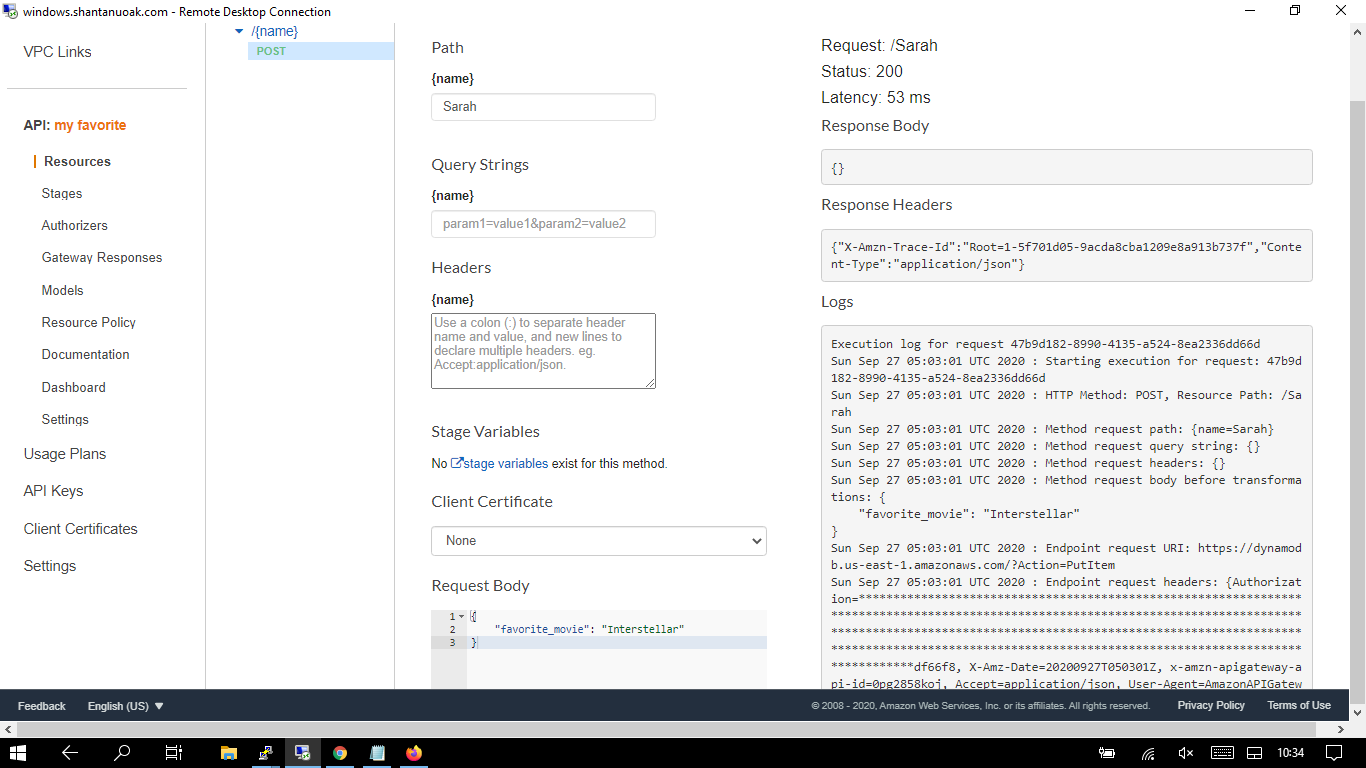 windows.shantanuoak.com - Remote Desktop Connection
VPC Links
API: my favorite
Resources
Stages
Authorizers
Gateway Responses
Models
Resource Policy
Documentation
Dashboard
Settings
Usage Plans
API Keys
Client Certificates
Settings
/{name}
POST
Path
{name}
Sarah
Query Strings
{name}
param1=value1&param2=value2
Headers
{name}
Use a colon (:) to separate header
name and value, and new lines to
declare multiple headers. eg.
Accept:application/json.
Stage Variables
No stage variables exist for this method.
Client Certificate
None
Request Body
1 {
2 "favorite_movie": "Interstellar"
3 }
Request: /Sarah
Status: 200
Latency: 53 ms
Response Body
{}
Response Headers
{"X-Amzn-Trace-Id":"Root=1-5f701d05-9acda8cba1209e8a913b737f","Conte
nt-Type":"application/json"}
Logs
Execution log for request 47b9d182-8990-4135-a524-8ea2336dd66d
Sun Sep 27 05:03:01 UTC 2020 : Starting execution for request: 47b9d
182-8990-4135-a524-8ea2336dd66d
Sun Sep 27 05:03:01 UTC 2020 : HTTP Method: POST, Resource Path: /Sa
rah
Sun Sep 27 05:03:01 UTC 2020 : Method request path: {name=Sarah}
Sun Sep 27 05:03:01 UTC 2020 : Method request query string: {}
Sun Sep 27 05:03:01 UTC 2020 : Method request headers: {}
Sun Sep 27 05:03:01 UTC 2020 : Method request body before transforma
tions: {
"favorite_movie": "Interstellar"
}
Sun Sep 27 05:03:01 UTC 2020 : Endpoint request URI: https://dynamod
b.us-east-1.amazonaws.com/?Action=PutItem
Sun Sep 27 05:03:01 UTC 2020 : Endpoint request headers: {Authorizat
ion=****************************************************************
********************************************************************
********************************************************************
********************************************************************
************df66f8, X-Amz-Date=20200927T050301Z, x-amzn-apigateway-a
pi-id=0pg2858koj, Accept=application/json, User-Agent=AmazonAPIGatew
Feedback English (US) © 2008 - 2020, Amazon Web Services, Inc. or its affiliates. All rights reserved. Privacy Policy Terms of Use
10:34